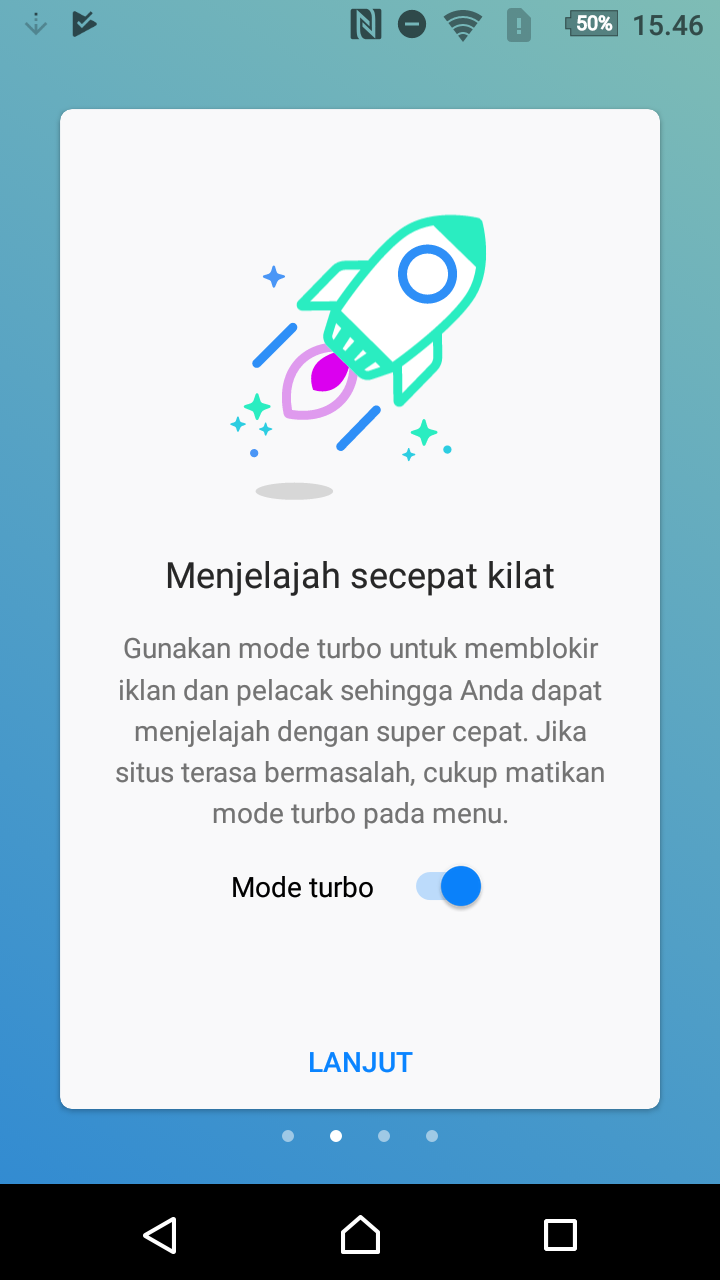 50% 15.46
Menjelajah secepat kilat
Gunakan mode turbo untuk memblokir
iklan dan pelacak sehingga Anda dapat
menjelajah dengan super cepat. Jika
situs terasa bermasalah, cukup matikan
mode turbo pada menu.
Mode turbo
LANJUT